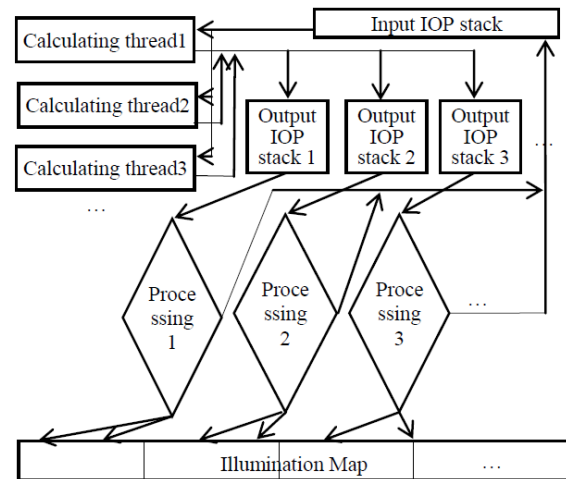 Input IOP stack
Calculating thread1
Calculating thread2
Calculating thread3
…
Output
IOP
stack 1
Output
IOP
stack 2
Output
IOP
stack 3
…
Proce
ssing
1
Proce
ssing
2
Proce
ssing
3
…
Illumination Map
…